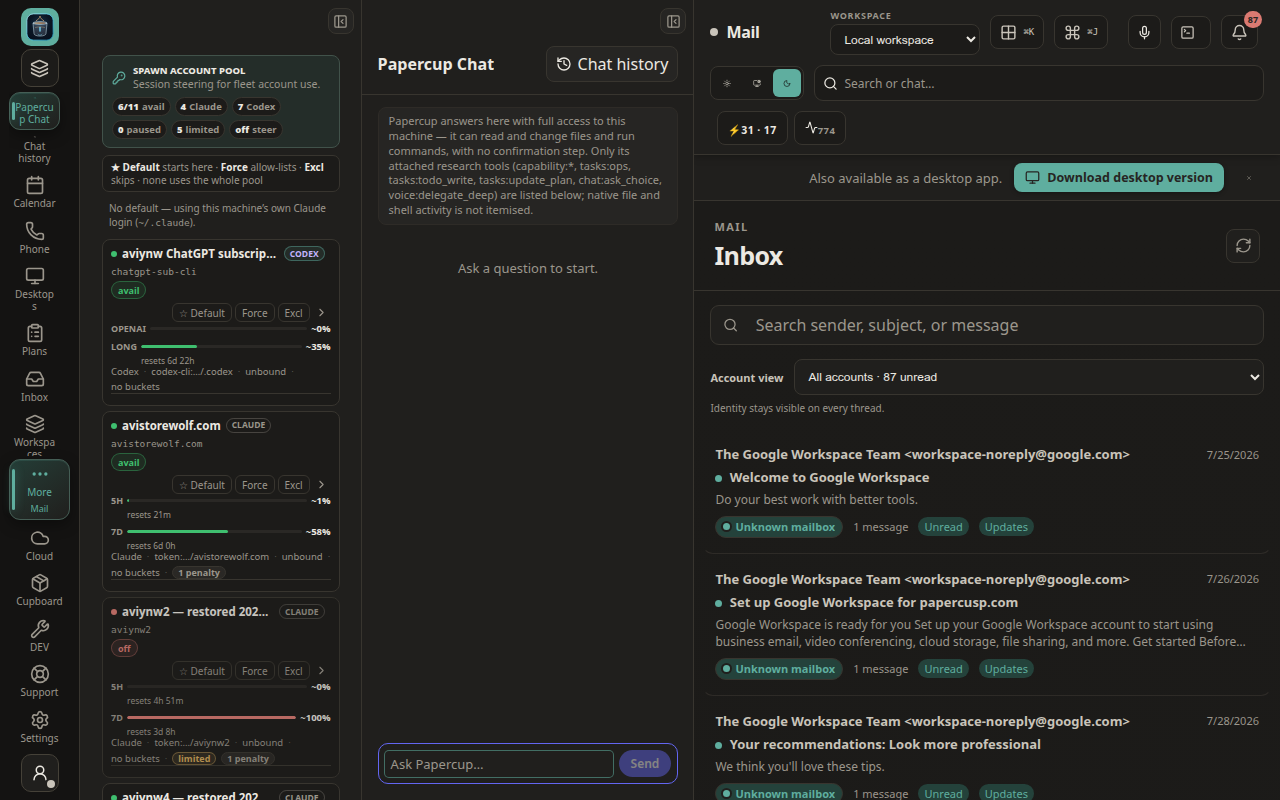 Papercu
p Chat
Chat
history
Calendar
Phone
Desktop
s
Plans
Inbox
Workspa
ces
More
Mail
Cloud
Cupboard
DEV
Support
Settings
SPAWN ACCOUNT POOL
Session steering for fleet account use.
6/11 avail
4 Claude
7 Codex
0 paused
5 limited
off steer
★ Default starts here · Force allow-lists · Excl
skips · none uses the whole pool
No default — using this machine's own Claude
login (~/.claude).
aviynw ChatGPT subscrip...
CODEX
chatgpt-sub-cli
avail
☆ Default
Force
Excl
OPENAI
~0%
LONG
~35%
resets 6d 22h
Codex · codex-cli:.../.codex · unbound ·
no buckets
avistorewolf.com
CLAUDE
avistorewolf.com
avail
☆ Default
Force
Excl
5H
~1%
resets 21m
7D
~58%
resets 6d 0h
Claude · token:.../avistorewolf.com · unbound ·
no buckets · 1 penalty
aviynw2 — restored 202...
CLAUDE
aviynw2
off
☆ Default
Force
Excl
5H
~0%
resets 4h 51m
7D
~100%
resets 3d 8h
Claude · token:.../aviynw2 · unbound ·
no buckets · limited 1 penalty
aviynw4 — restored 202...
CLAUDE
Papercup Chat
Chat history
Papercup answers here with full access to this
machine — it can read and change files and run
commands, with no confirmation step. Only its
attached research tools (capability:*, tasks:ops,
tasks:todo_write, tasks:update_plan, chat:ask_choice,
voice:delegate_deep) are listed below; native file and
shell activity is not itemised.
Ask a question to start.
Ask Papercup...
Send
Mail
WORKSPACE
Local workspace
⌘K
⌘J
87
Search or chat...
⚡31 · 17
774
Also available as a desktop app.
Download desktop version
×
MAIL
Inbox
Search sender, subject, or message
Account view
All accounts · 87 unread
Identity stays visible on every thread.
The Google Workspace Team <workspace-noreply@google.com>
7/25/2026
Welcome to Google Workspace
Do your best work with better tools.
Unknown mailbox
1 message
Unread
Updates
The Google Workspace Team <workspace-noreply@google.com>
7/26/2026
Set up Google Workspace for papercusp.com
Google Workspace is ready for you Set up your Google Workspace account to start using
business email, video conferencing, cloud storage, file sharing, and more. Get started Before...
Unknown mailbox
1 message
Unread
Updates
The Google Workspace Team <workspace-noreply@google.com>
7/28/2026
Your recommendations: Look more professional
We think you'll love these tips.
Unknown mailbox
1 message
Unread
Updates